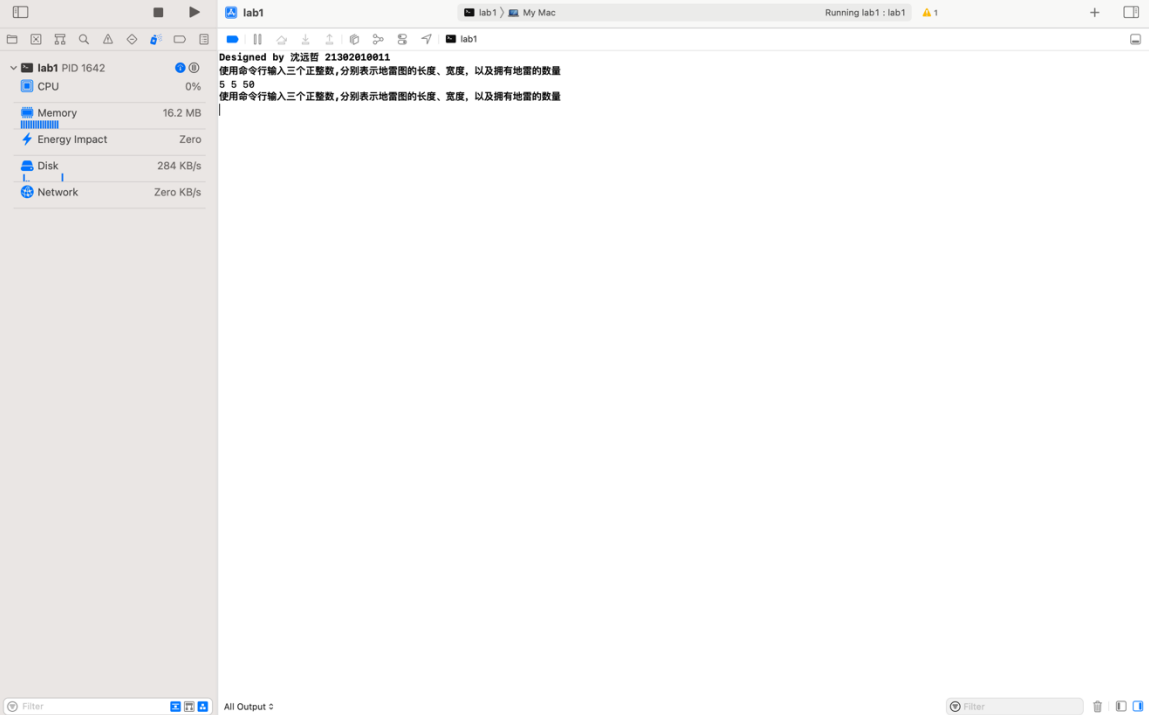 lab1
lab1 〉 My Mac
Running lab1 : lab1
1
lab1
lab1 PID 1642
CPU 0%
Memory 16.2 MB
Energy Impact Zero
Disk 284 KB/s
Network Zero KB/s
Designed by 沈远哲 21302010011
使用命令行输入三个正整数,分别表示地雷图的长度、宽度，以及拥有地雷的数量
5 5 50
使用命令行输入三个正整数,分别表示地雷图的长度、宽度，以及拥有地雷的数量
Filter
All Output
Filter